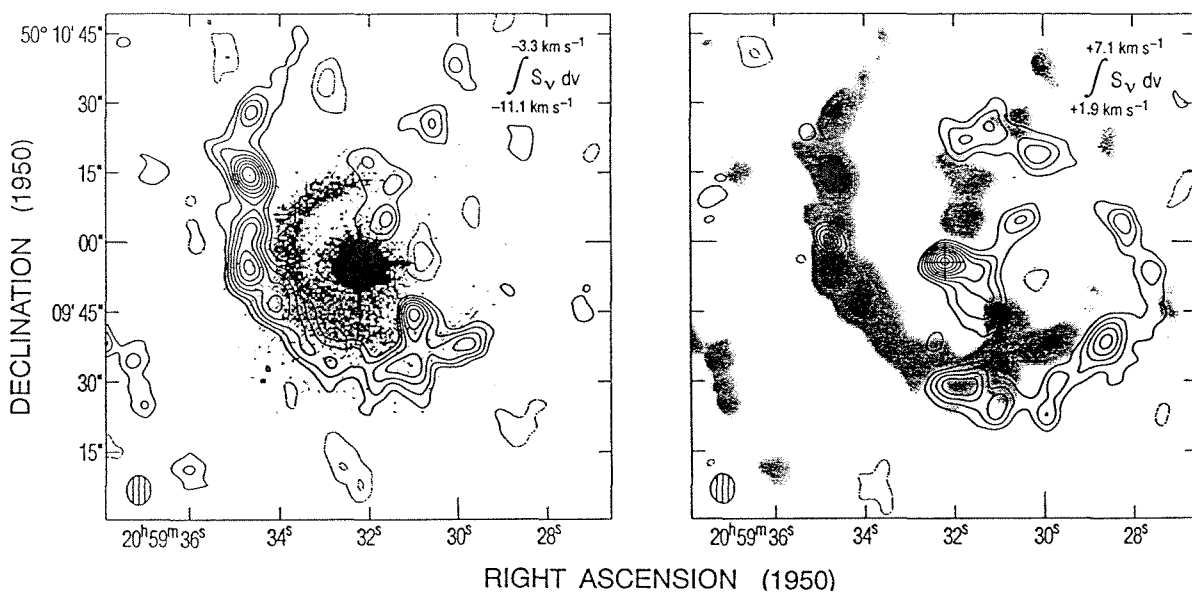 50° 10' 45"
30"
15"
00"
09' 45"
30"
15"
DECLINATION (1950)
−3.3 km s⁻¹
∫ Sν dv
−11.1 km s⁻¹
20ʰ59ᵐ36ˢ
34ˢ
32ˢ
30ˢ
28ˢ
+7.1 km s⁻¹
∫ Sν dv
+1.9 km s⁻¹
20ʰ59ᵐ36ˢ
34ˢ
32ˢ
30ˢ
28ˢ
RIGHT ASCENSION (1950)